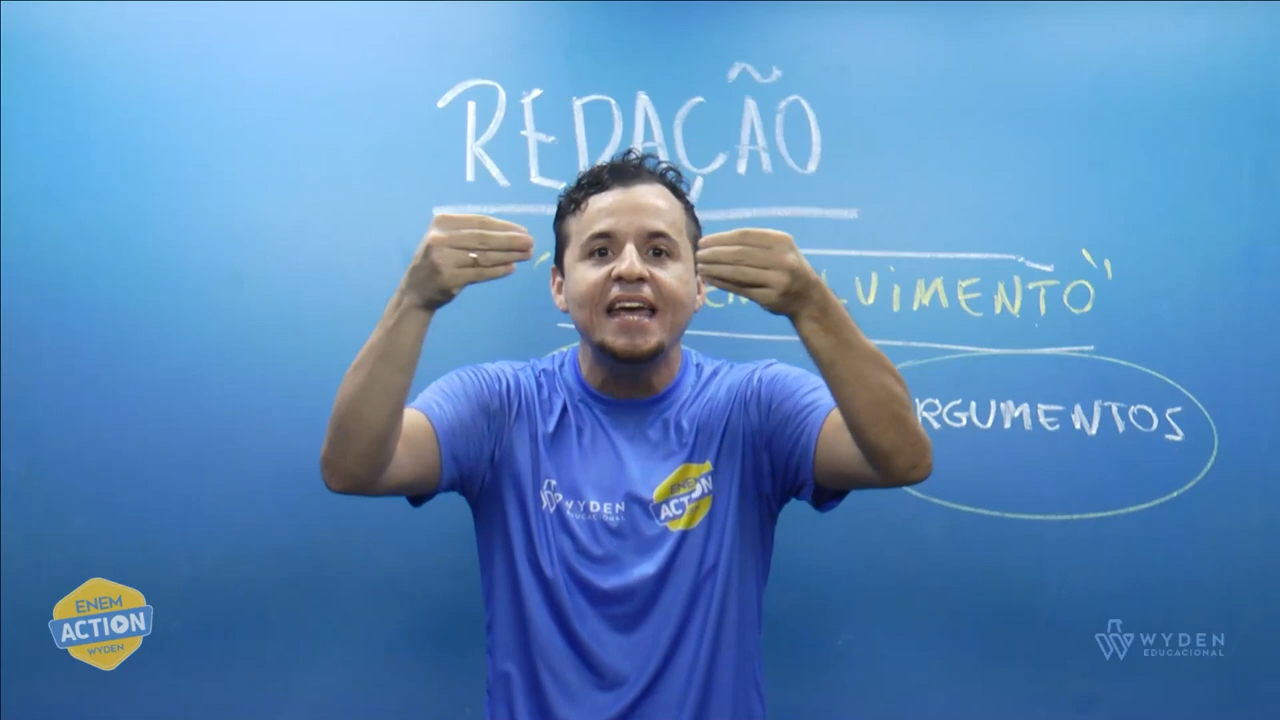 REDAÇÃO
ARGUMENTOS
WYDEN
EDUCACIONAL
ENEM
ACTION
ENEM
ACTION
WYDEN
WYDEN
EDUCACIONAL